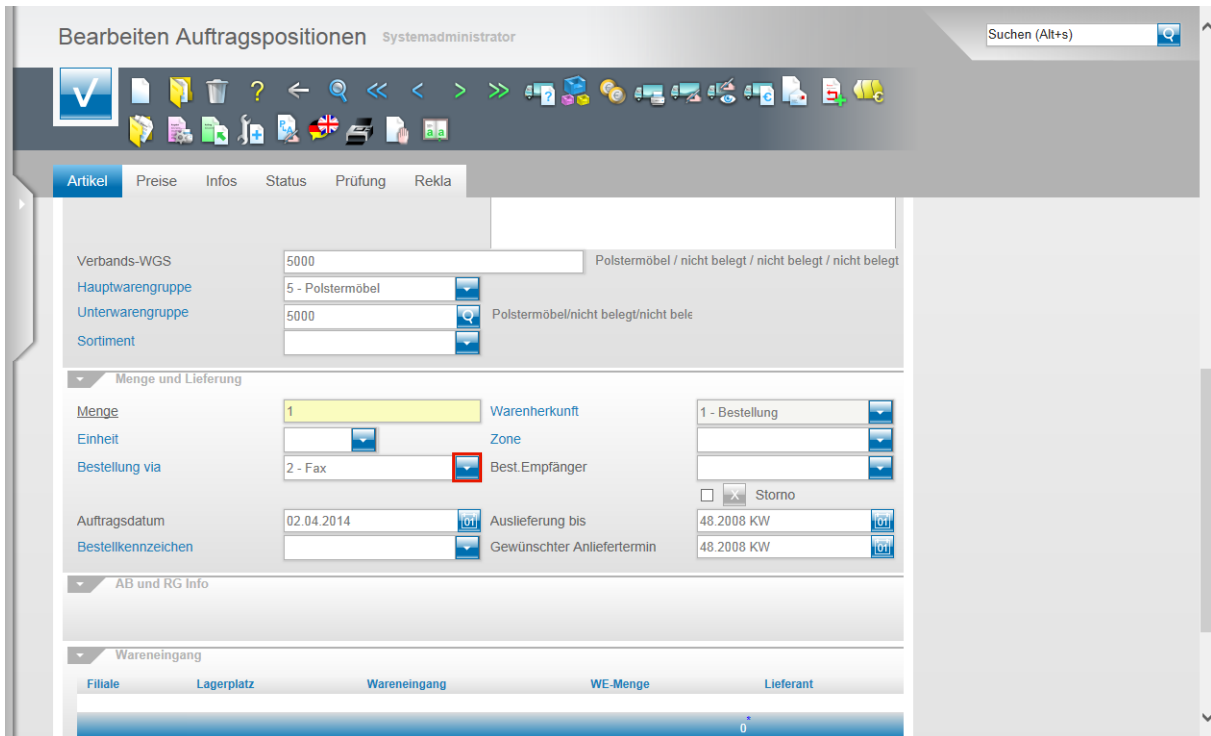 Bearbeiten Auftragspositionen Systemadministrator
Suchen (Alt+s)
Artikel Preise Infos Status Prüfung Rekla
Verbands-WGS 5000 Polstermöbel / nicht belegt / nicht belegt / nicht belegt
Hauptwarengruppe 5 - Polstermöbel
Unterwarengruppe 5000 Polstermöbel/nicht belegt/nicht bele
Sortiment
Menge und Lieferung
Menge 1 Warenherkunft 1 - Bestellung
Einheit Zone
Bestellung via 2 - Fax Best.Empfänger
X Storno
Auftragsdatum 02.04.2014 Auslieferung bis 48.2008 KW
Bestellkennzeichen Gewünschter Anliefertermin 48.2008 KW
AB und RG Info
Wareneingang
Filiale Lagerplatz Wareneingang WE-Menge Lieferant
0*